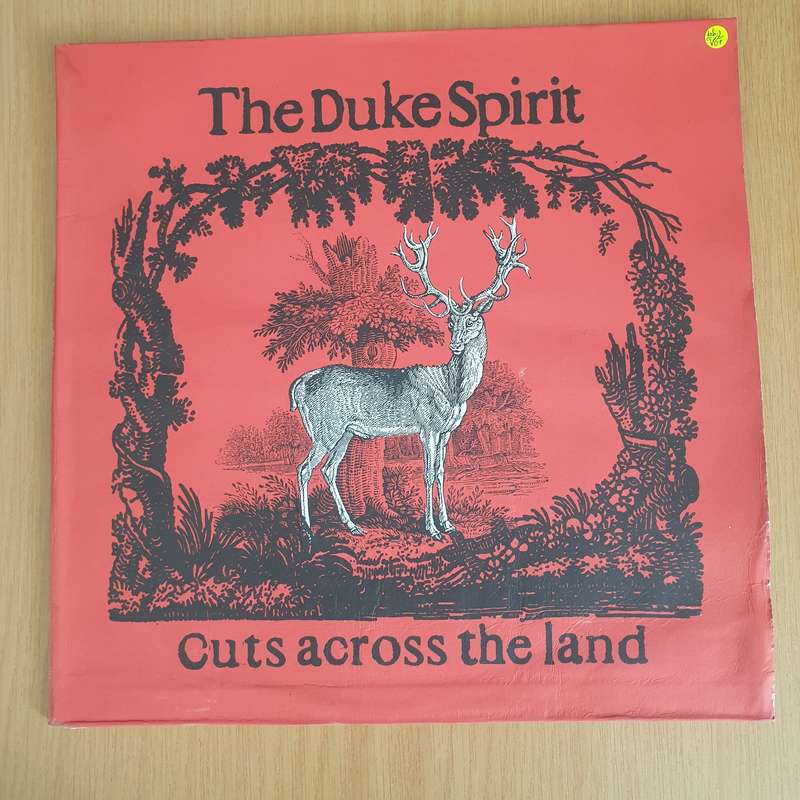 The Duke Spirit
Cuts across the land